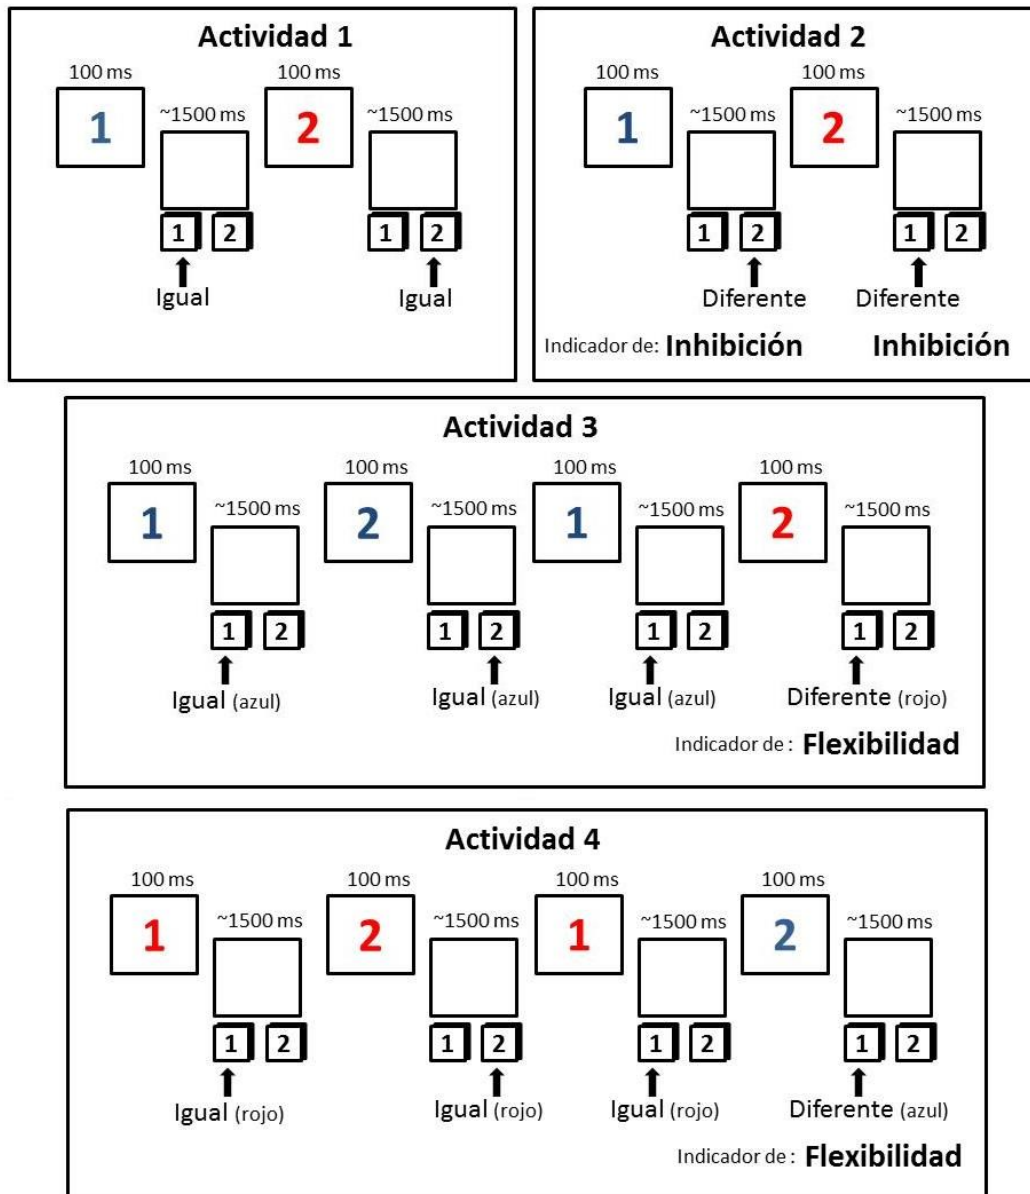 Actividad 1
100 ms
100 ms
1
~1500 ms
2
~1500 ms
1 2
1 2
Igual
Igual
Actividad 2
100 ms
100 ms
1
~1500 ms
2
~1500 ms
1 2
1 2
Diferente
Diferente
Indicador de: Inhibición
Inhibición
Actividad 3
100 ms
100 ms
100 ms
100 ms
1
~1500 ms
2
~1500 ms
1
~1500 ms
2
~1500 ms
1 2
1 2
1 2
1 2
Igual (azul)
Igual (azul)
Igual (azul)
Diferente (rojo)
Indicador de : Flexibilidad
Actividad 4
100 ms
100 ms
100 ms
100 ms
1
~1500 ms
2
~1500 ms
1
~1500 ms
2
~1500 ms
1 2
1 2
1 2
1 2
Igual (rojo)
Igual (rojo)
Igual (rojo)
Diferente (azul)
Indicador de : Flexibilidad